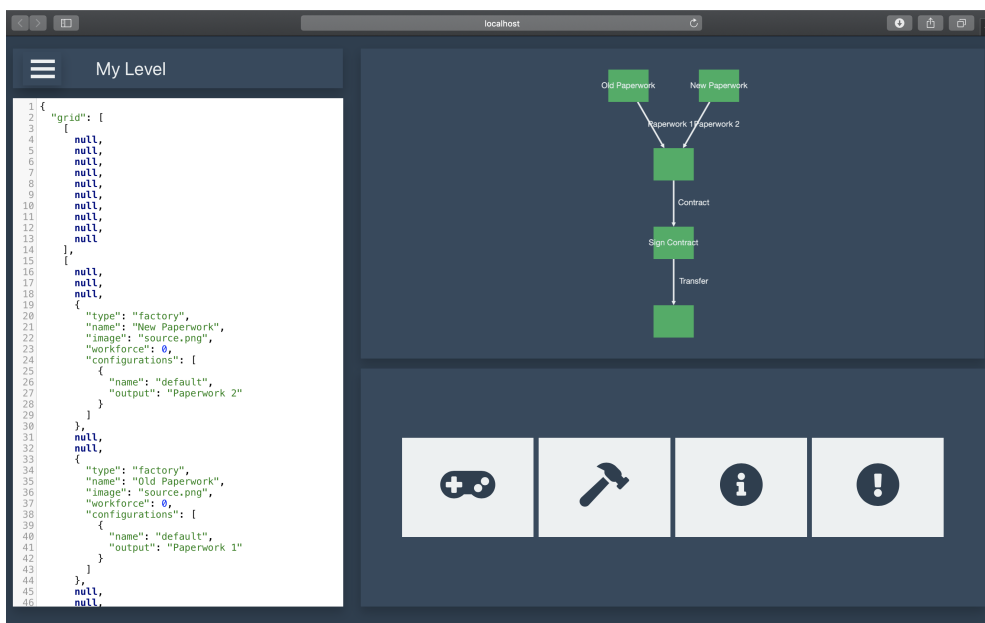 localhost
My Level
1 {
2 "grid": [
3 [
4 null,
5 null,
6 null,
7 null,
8 null,
9 null,
10 null,
11 null,
12 null,
13 null
14 ],
15 [
16 null,
17 null,
18 null,
19 {
20 "type": "factory",
21 "name": "New Paperwork",
22 "image": "source.png",
23 "workforce": 0,
24 "configurations": [
25 {
26 "name": "default",
27 "output": "Paperwork 2"
28 }
29 ]
30 },
31 null,
32 null,
33 {
34 "type": "factory",
35 "name": "Old Paperwork",
36 "image": "source.png",
37 "workforce": 0,
38 "configurations": [
39 {
40 "name": "default",
41 "output": "Paperwork 1"
42 }
43 ]
44 },
45 null,
46 null,
Old Paperwork New Paperwork
Paperwork 1 Paperwork 2
Contract
Sign Contract
Transfer